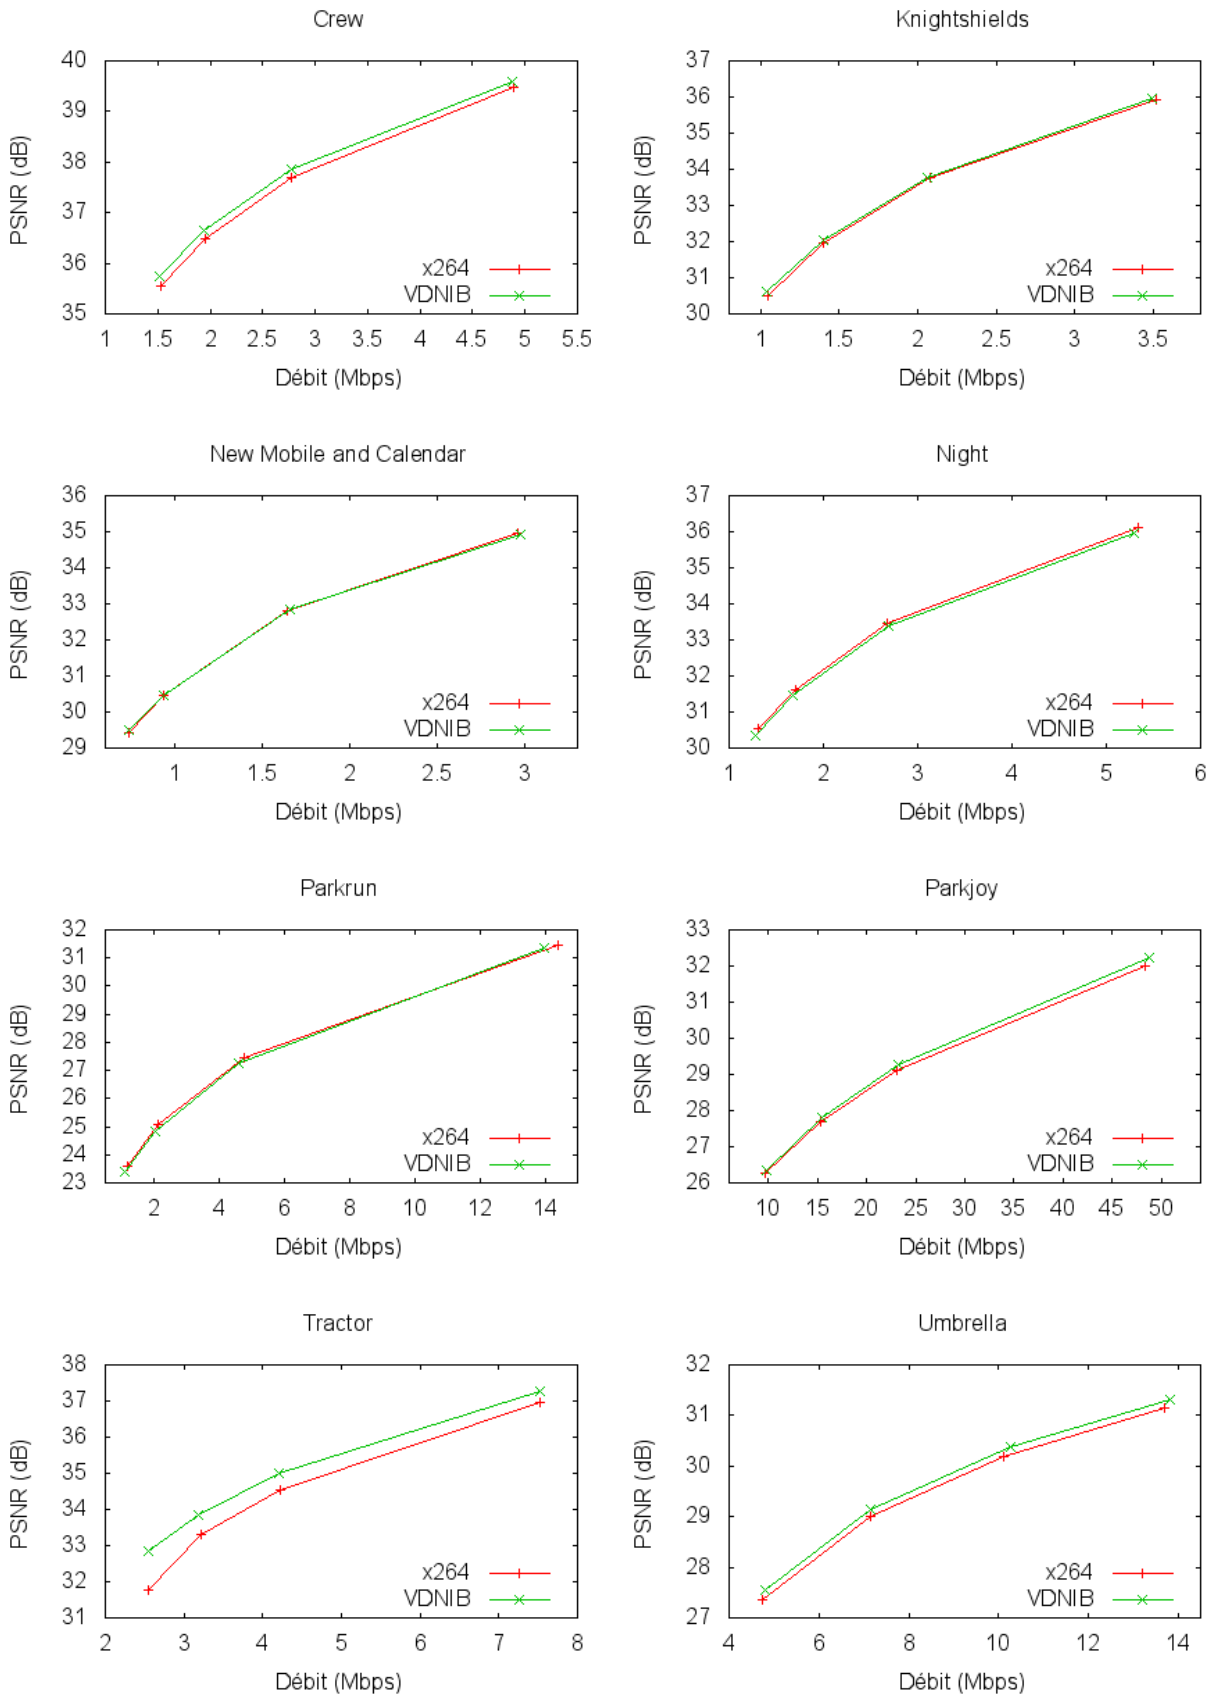 Crew
40
39
38
37
36
35
PSNR (dB)
x264
VDNIB
1 1.5 2 2.5 3 3.5 4 4.5 5 5.5
Débit (Mbps)
Knightshields
37
36
35
34
33
32
31
30
PSNR (dB)
x264
VDNIB
1 1.5 2 2.5 3 3.5
Débit (Mbps)
New Mobile and Calendar
36
35
34
33
32
31
30
29
PSNR (dB)
x264
VDNIB
1 1.5 2 2.5 3
Débit (Mbps)
Night
37
36
35
34
33
32
31
30
PSNR (dB)
x264
VDNIB
1 2 3 4 5 6
Débit (Mbps)
Parkrun
32
31
30
29
28
27
26
25
24
23
PSNR (dB)
x264
VDNIB
2 4 6 8 10 12 14
Débit (Mbps)
Parkjoy
33
32
31
30
29
28
27
26
PSNR (dB)
x264
VDNIB
10 15 20 25 30 35 40 45 50
Débit (Mbps)
Tractor
38
37
36
35
34
33
32
31
PSNR (dB)
x264
VDNIB
2 3 4 5 6 7 8
Débit (Mbps)
Umbrella
32
31
30
29
28
27
PSNR (dB)
x264
VDNIB
4 6 8 10 12 14
Débit (Mbps)